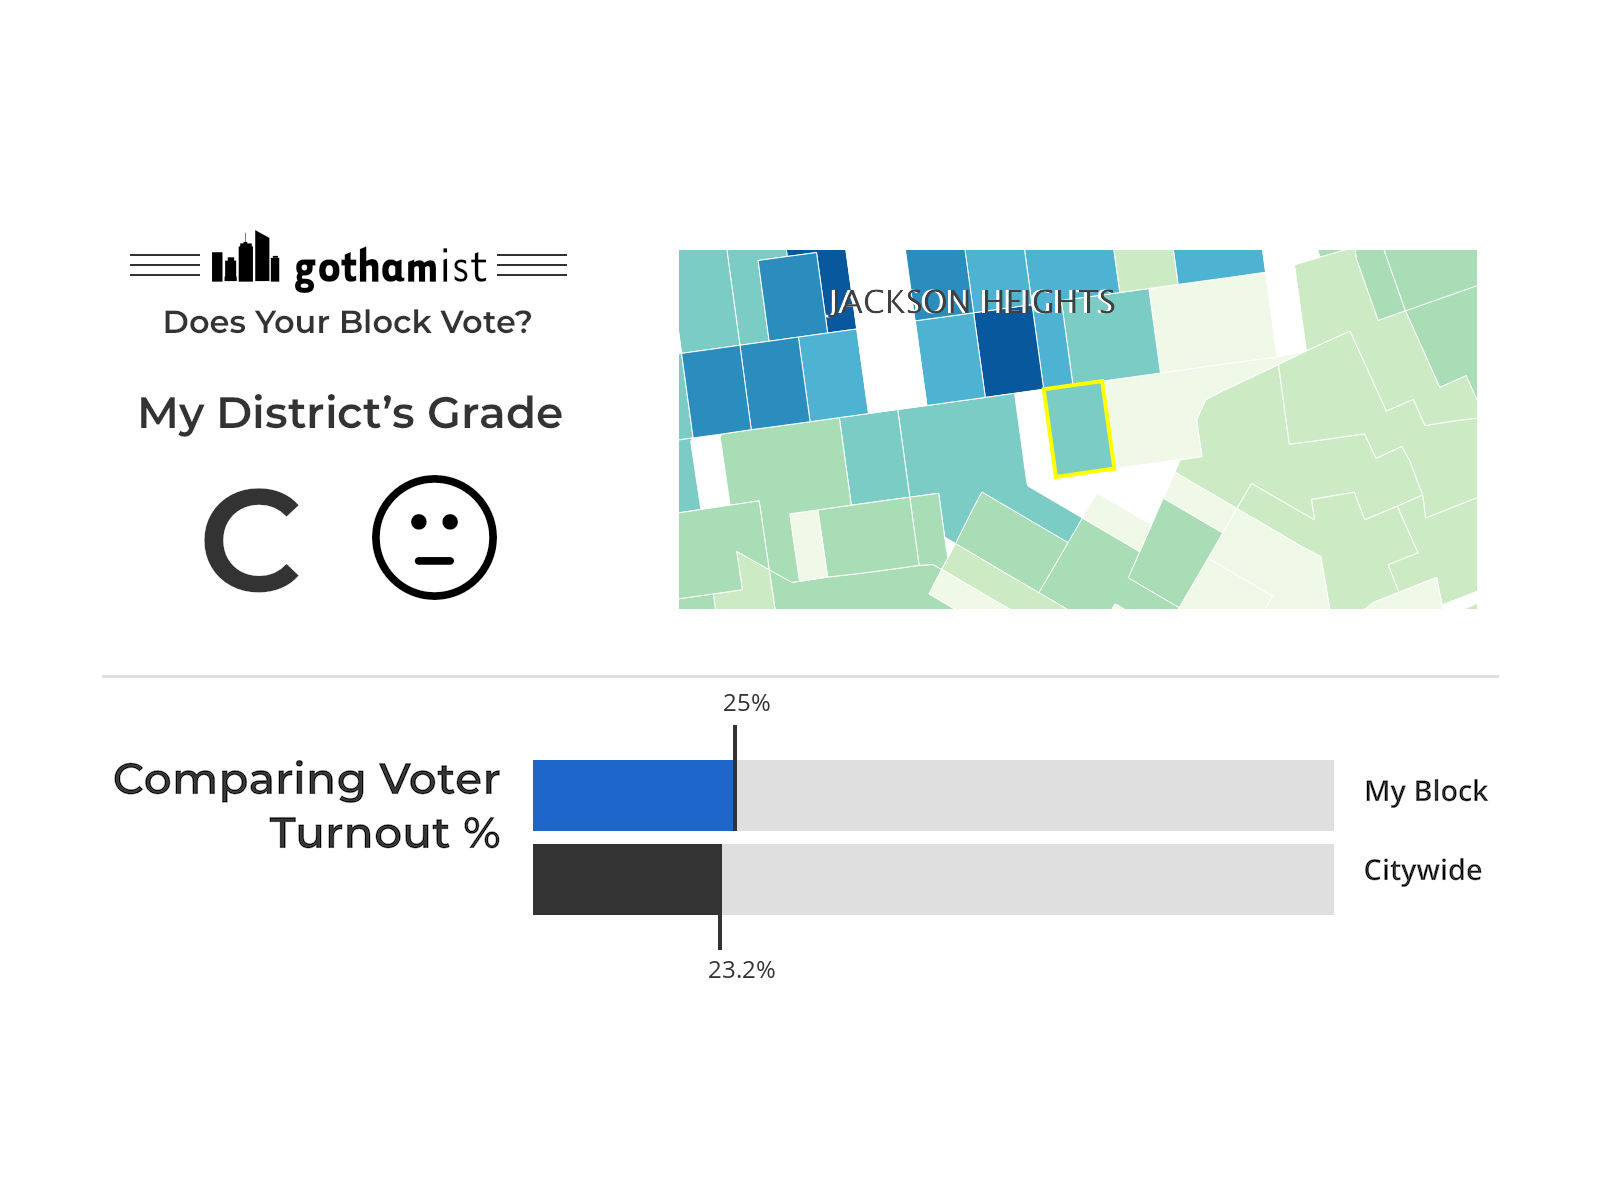 gothamist
Does Your Block Vote?
My District’s Grade
C
JACKSON HEIGHTS
25%
Comparing Voter
Turnout %
My Block
Citywide
23.2%